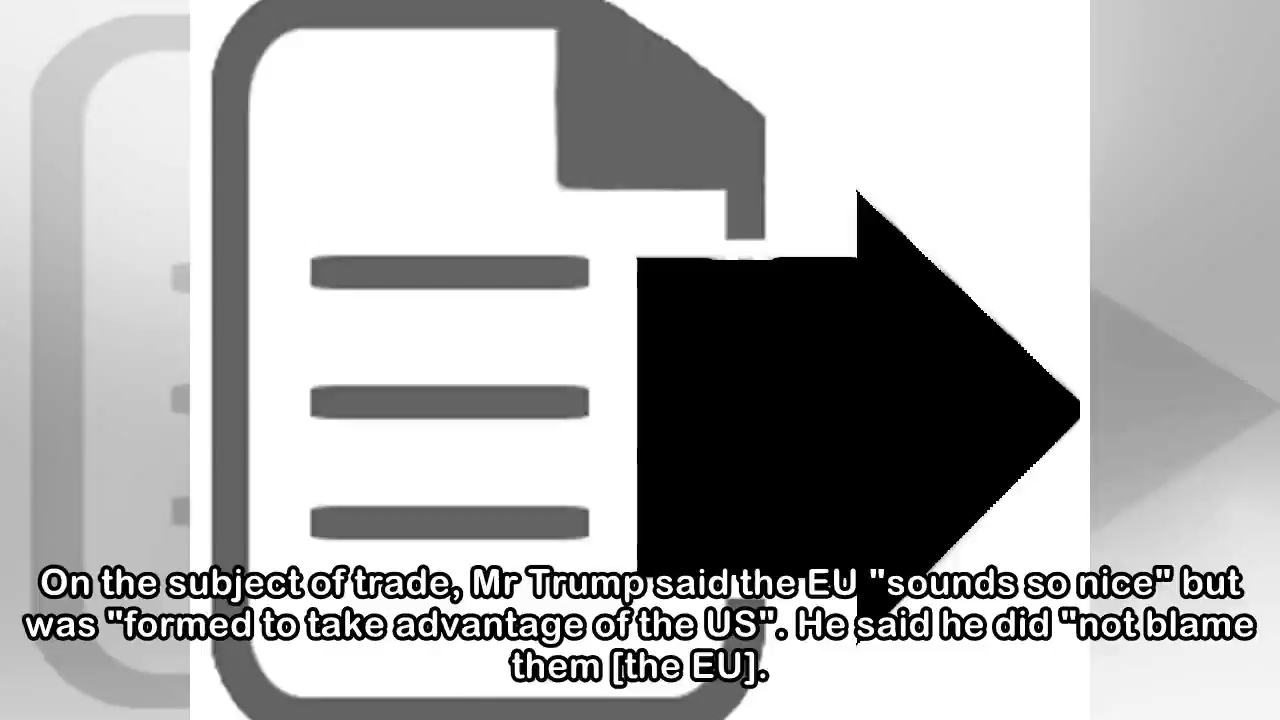 On the subject of trade, Mr Trump said the EU "sounds so nice" but
was "formed to take advantage of the US". He said he did "not blame
them [the EU].